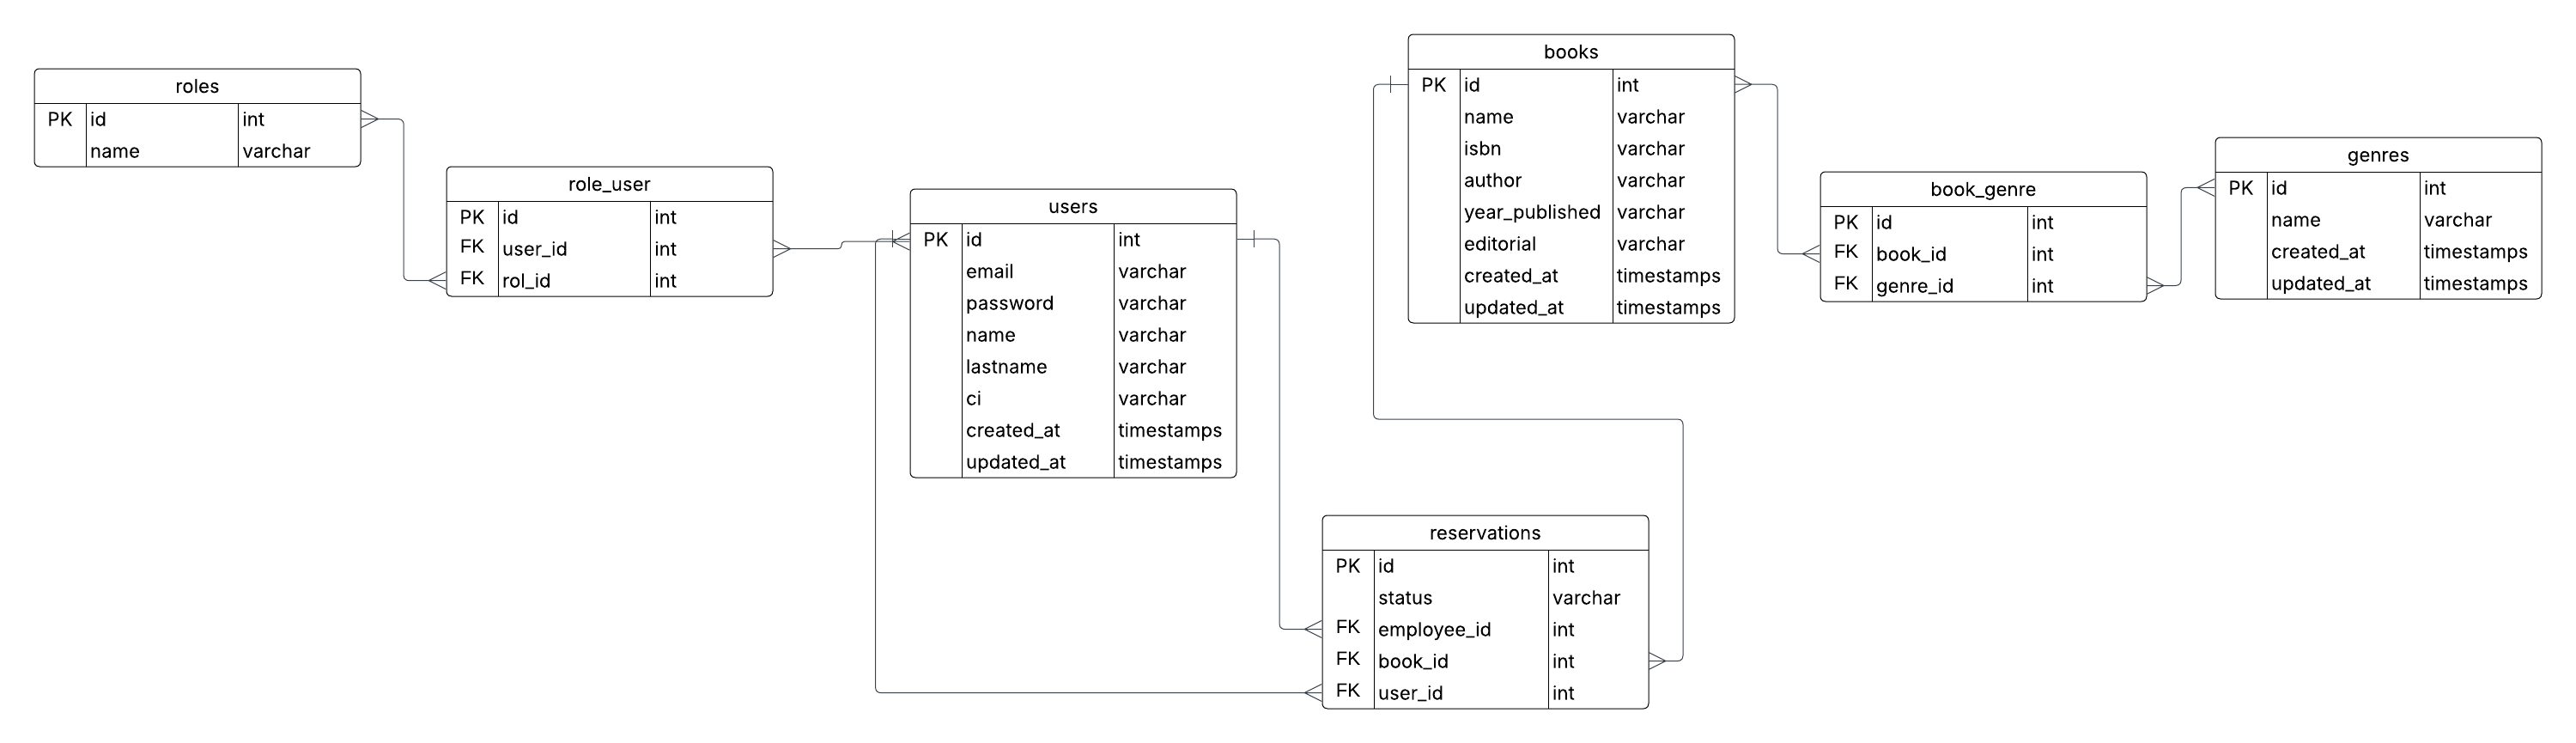 roles
PK id int
name varchar
role_user
PK id int
FK user_id int
FK rol_id int
users
PK id int
email varchar
password varchar
name varchar
lastname varchar
ci varchar
created_at timestamps
updated_at timestamps
books
PK id int
name varchar
isbn varchar
author varchar
year_published varchar
editorial varchar
created_at timestamps
updated_at timestamps
book_genre
PK id int
FK book_id int
FK genre_id int
genres
PK id int
name varchar
created_at timestamps
updated_at timestamps
reservations
PK id int
status varchar
FK employee_id int
FK book_id int
FK user_id int